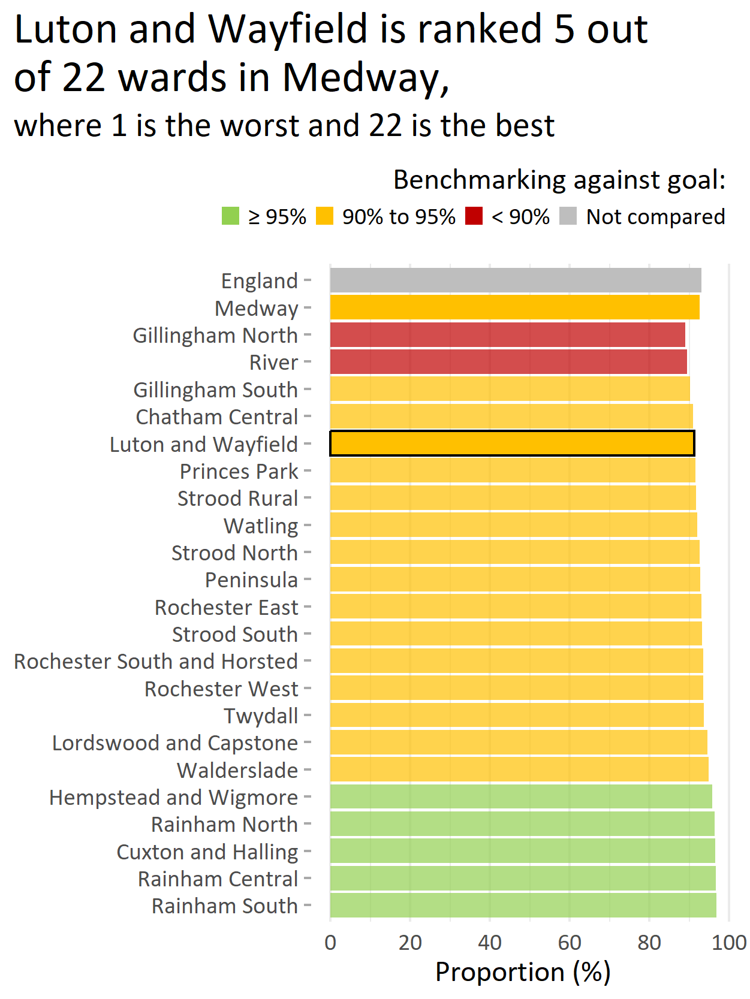 Luton and Wayfield is ranked 5 out
of 22 wards in Medway,
where 1 is the worst and 22 is the best
Benchmarking against goal:
≥ 95% 90% to 95% < 90% Not compared
England
Medway
Gillingham North
River
Gillingham South
Chatham Central
Luton and Wayfield
Princes Park
Strood Rural
Watling
Strood North
Peninsula
Rochester East
Strood South
Rochester South and Horsted
Rochester West
Twydall
Lordswood and Capstone
Walderslade
Hempstead and Wigmore
Rainham North
Cuxton and Halling
Rainham Central
Rainham South
0 20 40 60 80 100
Proportion (%)